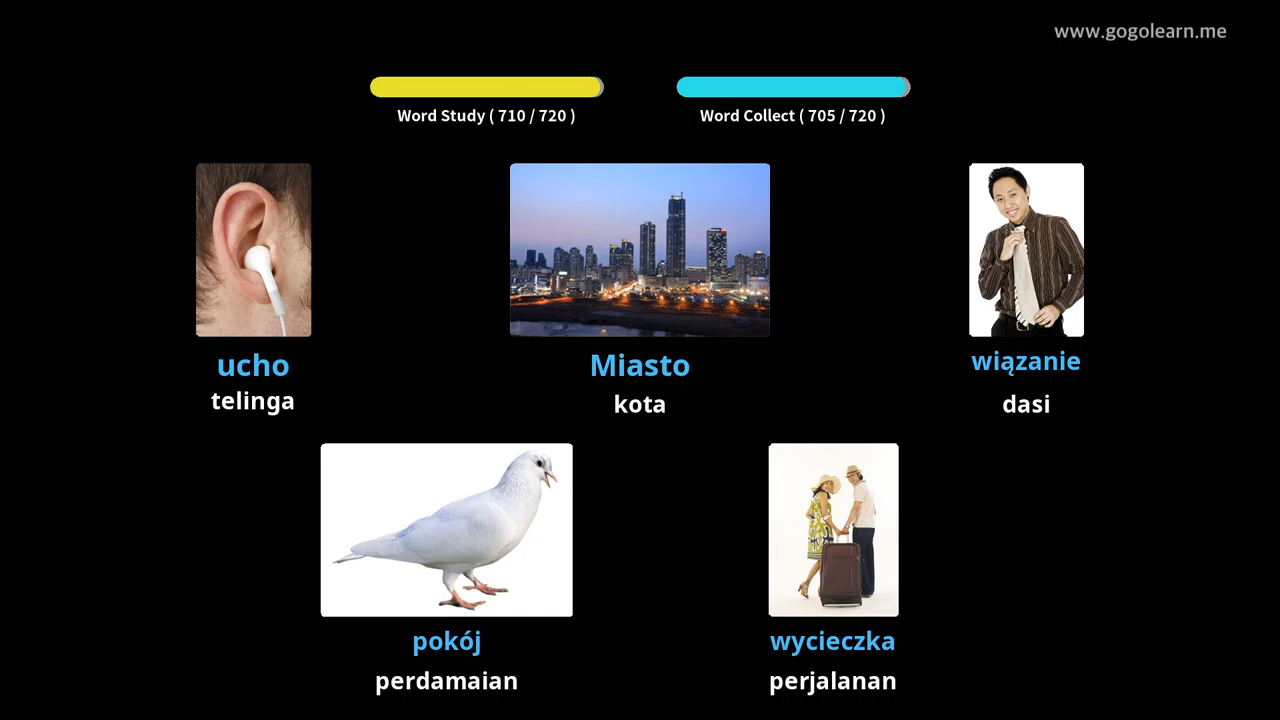 www.gogolearn.me
Word Study ( 710 / 720 )
Word Collect ( 705 / 720 )
ucho
telinga
Miasto
kota
wiązanie
dasi
pokój
perdamaian
wycieczka
perjalanan